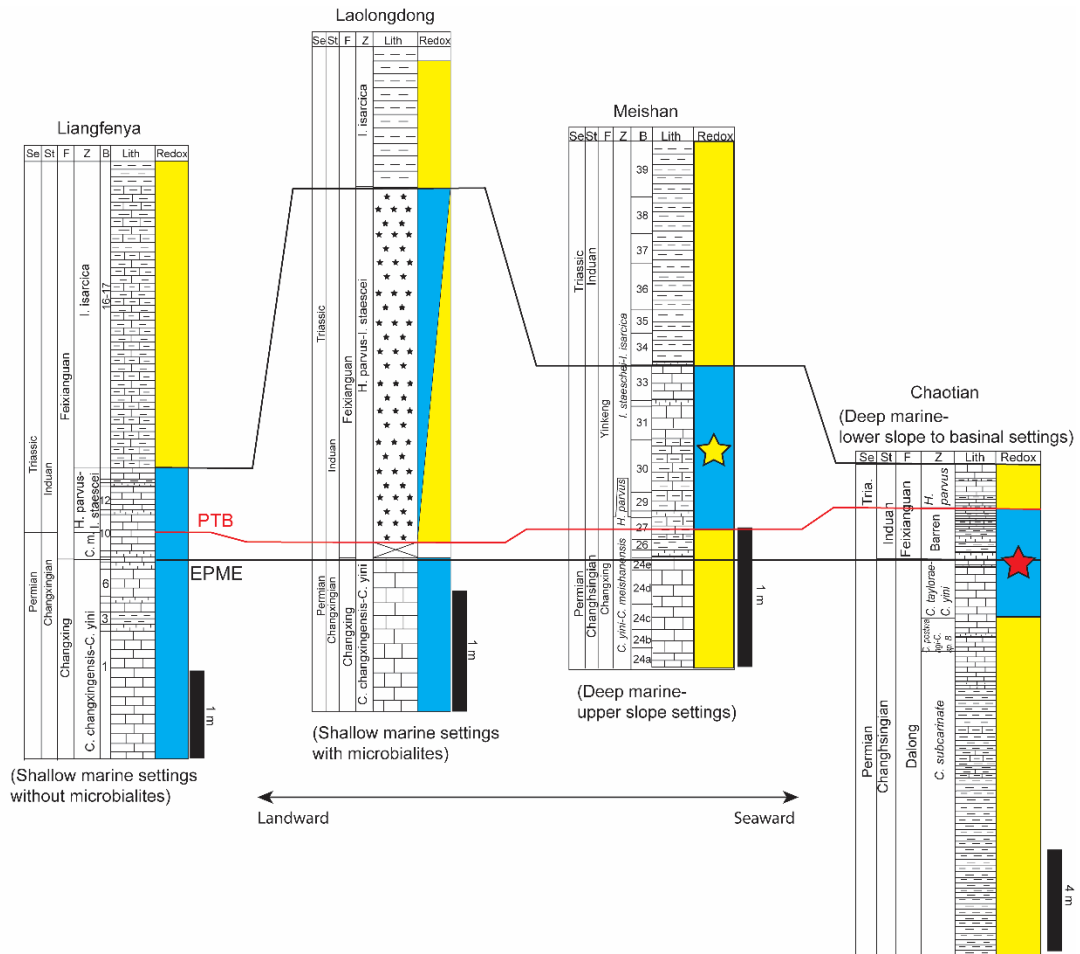 Laolongdong
Se St F Z Lith Redox
I. isarcica
H. parvus-I. staescei
Triassic
Induan
Feixianguan
Permian
Changxingian
Changxing
C. changxingensis-C. yini
1 m
(Shallow marine settings
with microbialites)
Liangfenya
Se St F Z B Lith Redox
Triassic
Induan
Feixianguan
I. isarcica
16-17
H. parvus-
I. staescei
12
C. m.
10
PTB
EPME
Permian
Changxingian
Changxing
C. changxingensis-C. yini
6
3
1
1 m
(Shallow marine settings
without microbialites)
Meishan
Se St F Z B Lith Redox
Triassic
Induan
Yinkeng
I. staeschei-I. isarcica
39
38
37
36
35
34
33
31
30
29
27
26
24e
24d
24c
24b
24a
H. parvus
Permian
Changhsingian
Changxing
C. yini-C. meishanensis
1 m
(Deep marine-
upper slope settings)
Chaotian
(Deep marine-
lower slope to basinal settings)
Se St F Z Lith Redox
Tria.
Induan
Feixianguan
H.
parvus
Barren
C. taylorae-
C. yini
Permian
Changhsingian
Dalong
C. subcarinate
4 m
Landward
Seaward